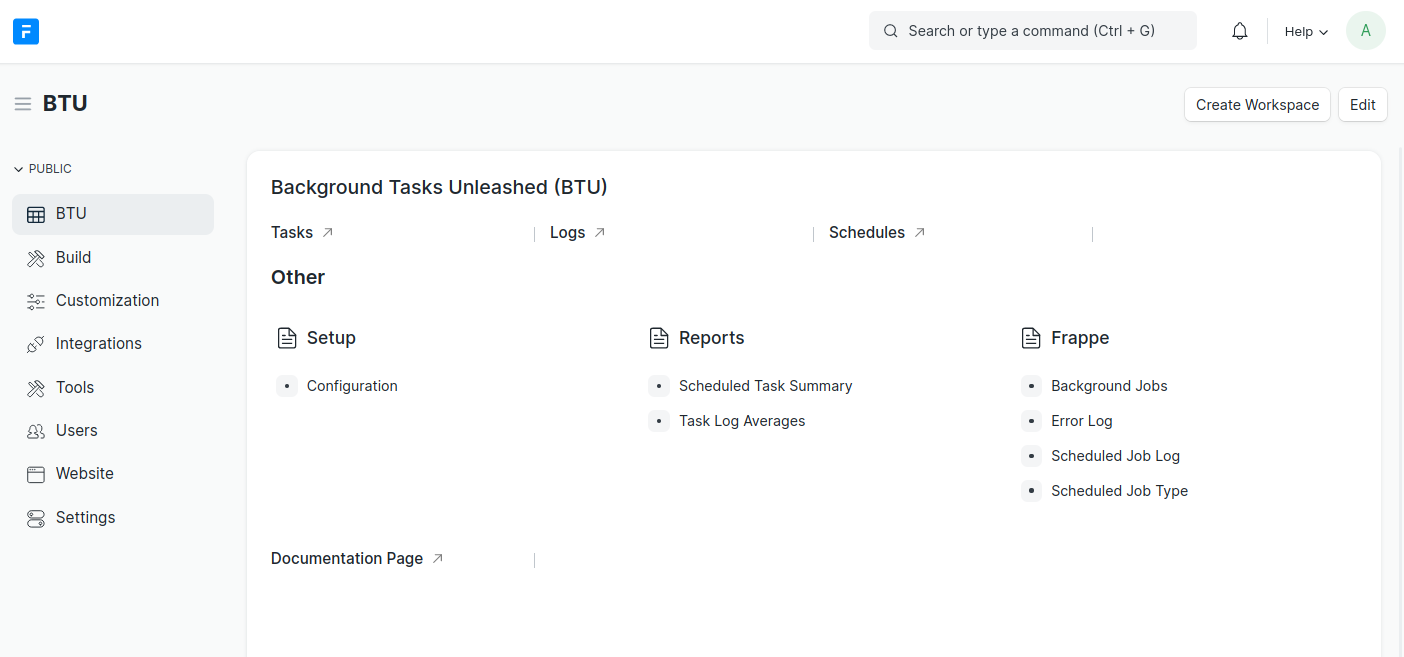 F
Search or type a command (Ctrl + G)
Help
A
BTU
Create Workspace
Edit
PUBLIC
BTU
Build
Customization
Integrations
Tools
Users
Website
Settings
Background Tasks Unleashed (BTU)
Tasks
Logs
Schedules
Other
Setup
Configuration
Reports
Scheduled Task Summary
Task Log Averages
Frappe
Background Jobs
Error Log
Scheduled Job Log
Scheduled Job Type
Documentation Page